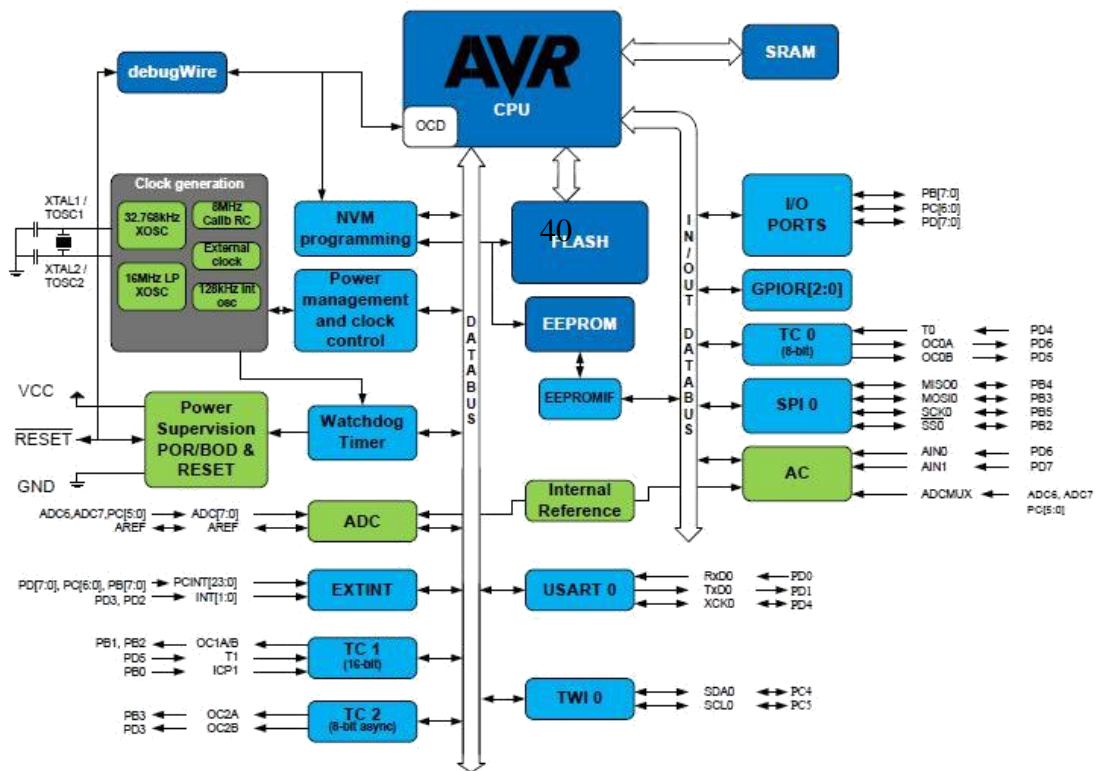 AVR
CPU
OCD
SRAM
debugWire
Clock generation
XTAL1 /
TOSC1
32.768kHz
XOSC
8MHz
Calib RC
External
clock
XTAL2 /
TOSC2
16MHz LP
XOSC
128kHz int
osc
NVM
programming
Power
management
and clock
control
FLASH
40
EEPROM
EEPROMIF
DATABUS
IN/OUT DATABUS
I/O
PORTS
PB[7:0]
PC[6:0]
PD[7:0]
GPIOR[2:0]
TC 0
(8-bit)
T0 PD4
OC0A PD6
OC0B PD5
SPI 0
MISO0 PB4
MOSI0 PB3
SCK0 PB5
SS0 PB2
AC
AIN0 PD6
AIN1 PD7
ADCMUX ADC6, ADC7
PC[5:0]
VCC
RESET
GND
Power
Supervision
POR/BOD &
RESET
Watchdog
Timer
Internal
Reference
ADC6,ADC7,PC[5:0] ADC[7:0]
AREF AREF
ADC
PD[7:0], PC[6:0], PB[7:0] PCINT[23:0]
PD3, PD2 INT[1:0]
EXTINT
USART 0
RxD0 PD0
TxD0 PD1
XCK0 PD4
PB1, PB2 OC1A/B
PD5 T1
PB0 ICP1
TC 1
(16-bit)
TWI 0
SDA0 PC4
SCL0 PC5
PB3 OC2A
PD3 OC2B
TC 2
(8-bit async)